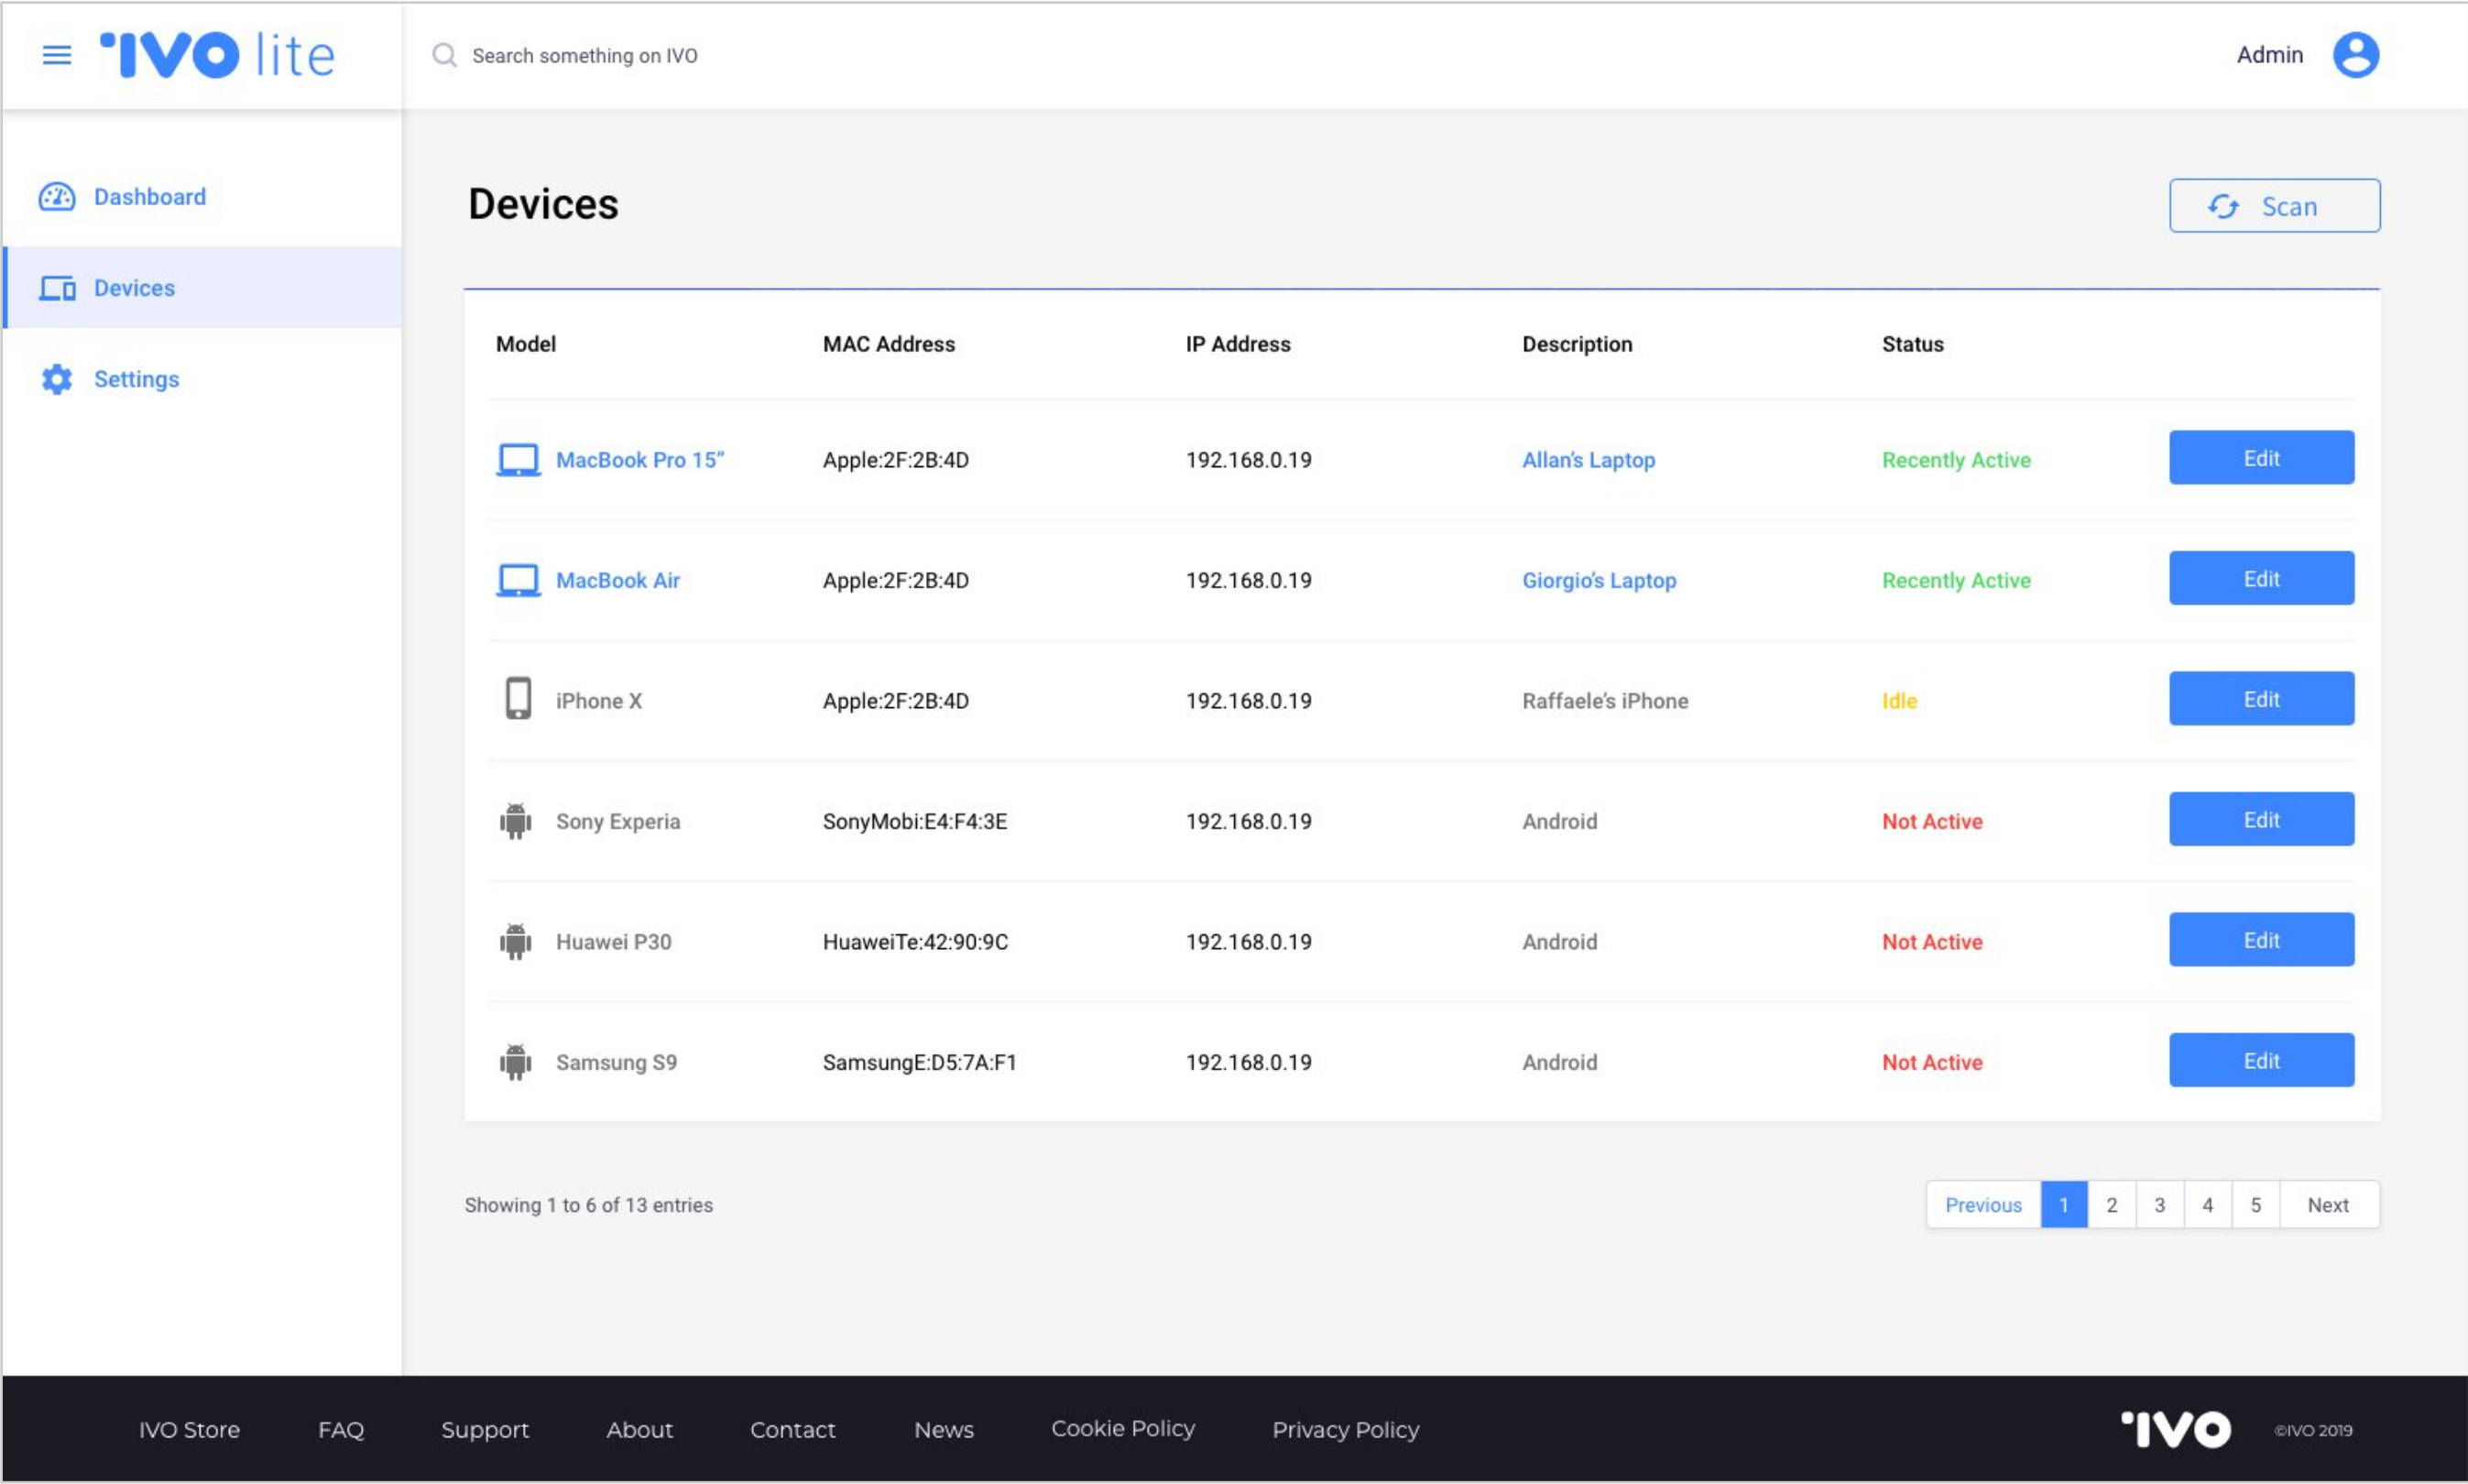 IVO lite
Search something on IVO
Admin
Dashboard
Devices
Settings
Devices
Scan
Model MAC Address IP Address Description Status
MacBook Pro 15” Apple:2F:2B:4D 192.168.0.19 Allan’s Laptop Recently Active Edit
MacBook Air Apple:2F:2B:4D 192.168.0.19 Giorgio’s Laptop Recently Active Edit
iPhone X Apple:2F:2B:4D 192.168.0.19 Raffaele’s iPhone Idle Edit
Sony Experia SonyMobi:E4:F4:3E 192.168.0.19 Android Not Active Edit
Huawei P30 HuaweiTe:42:90:9C 192.168.0.19 Android Not Active Edit
Samsung S9 SamsungE:D5:7A:F1 192.168.0.19 Android Not Active Edit
Showing 1 to 6 of 13 entries
Previous 1 2 3 4 5 Next
IVO Store FAQ Support About Contact News Cookie Policy Privacy Policy IVO ©IVO 2019